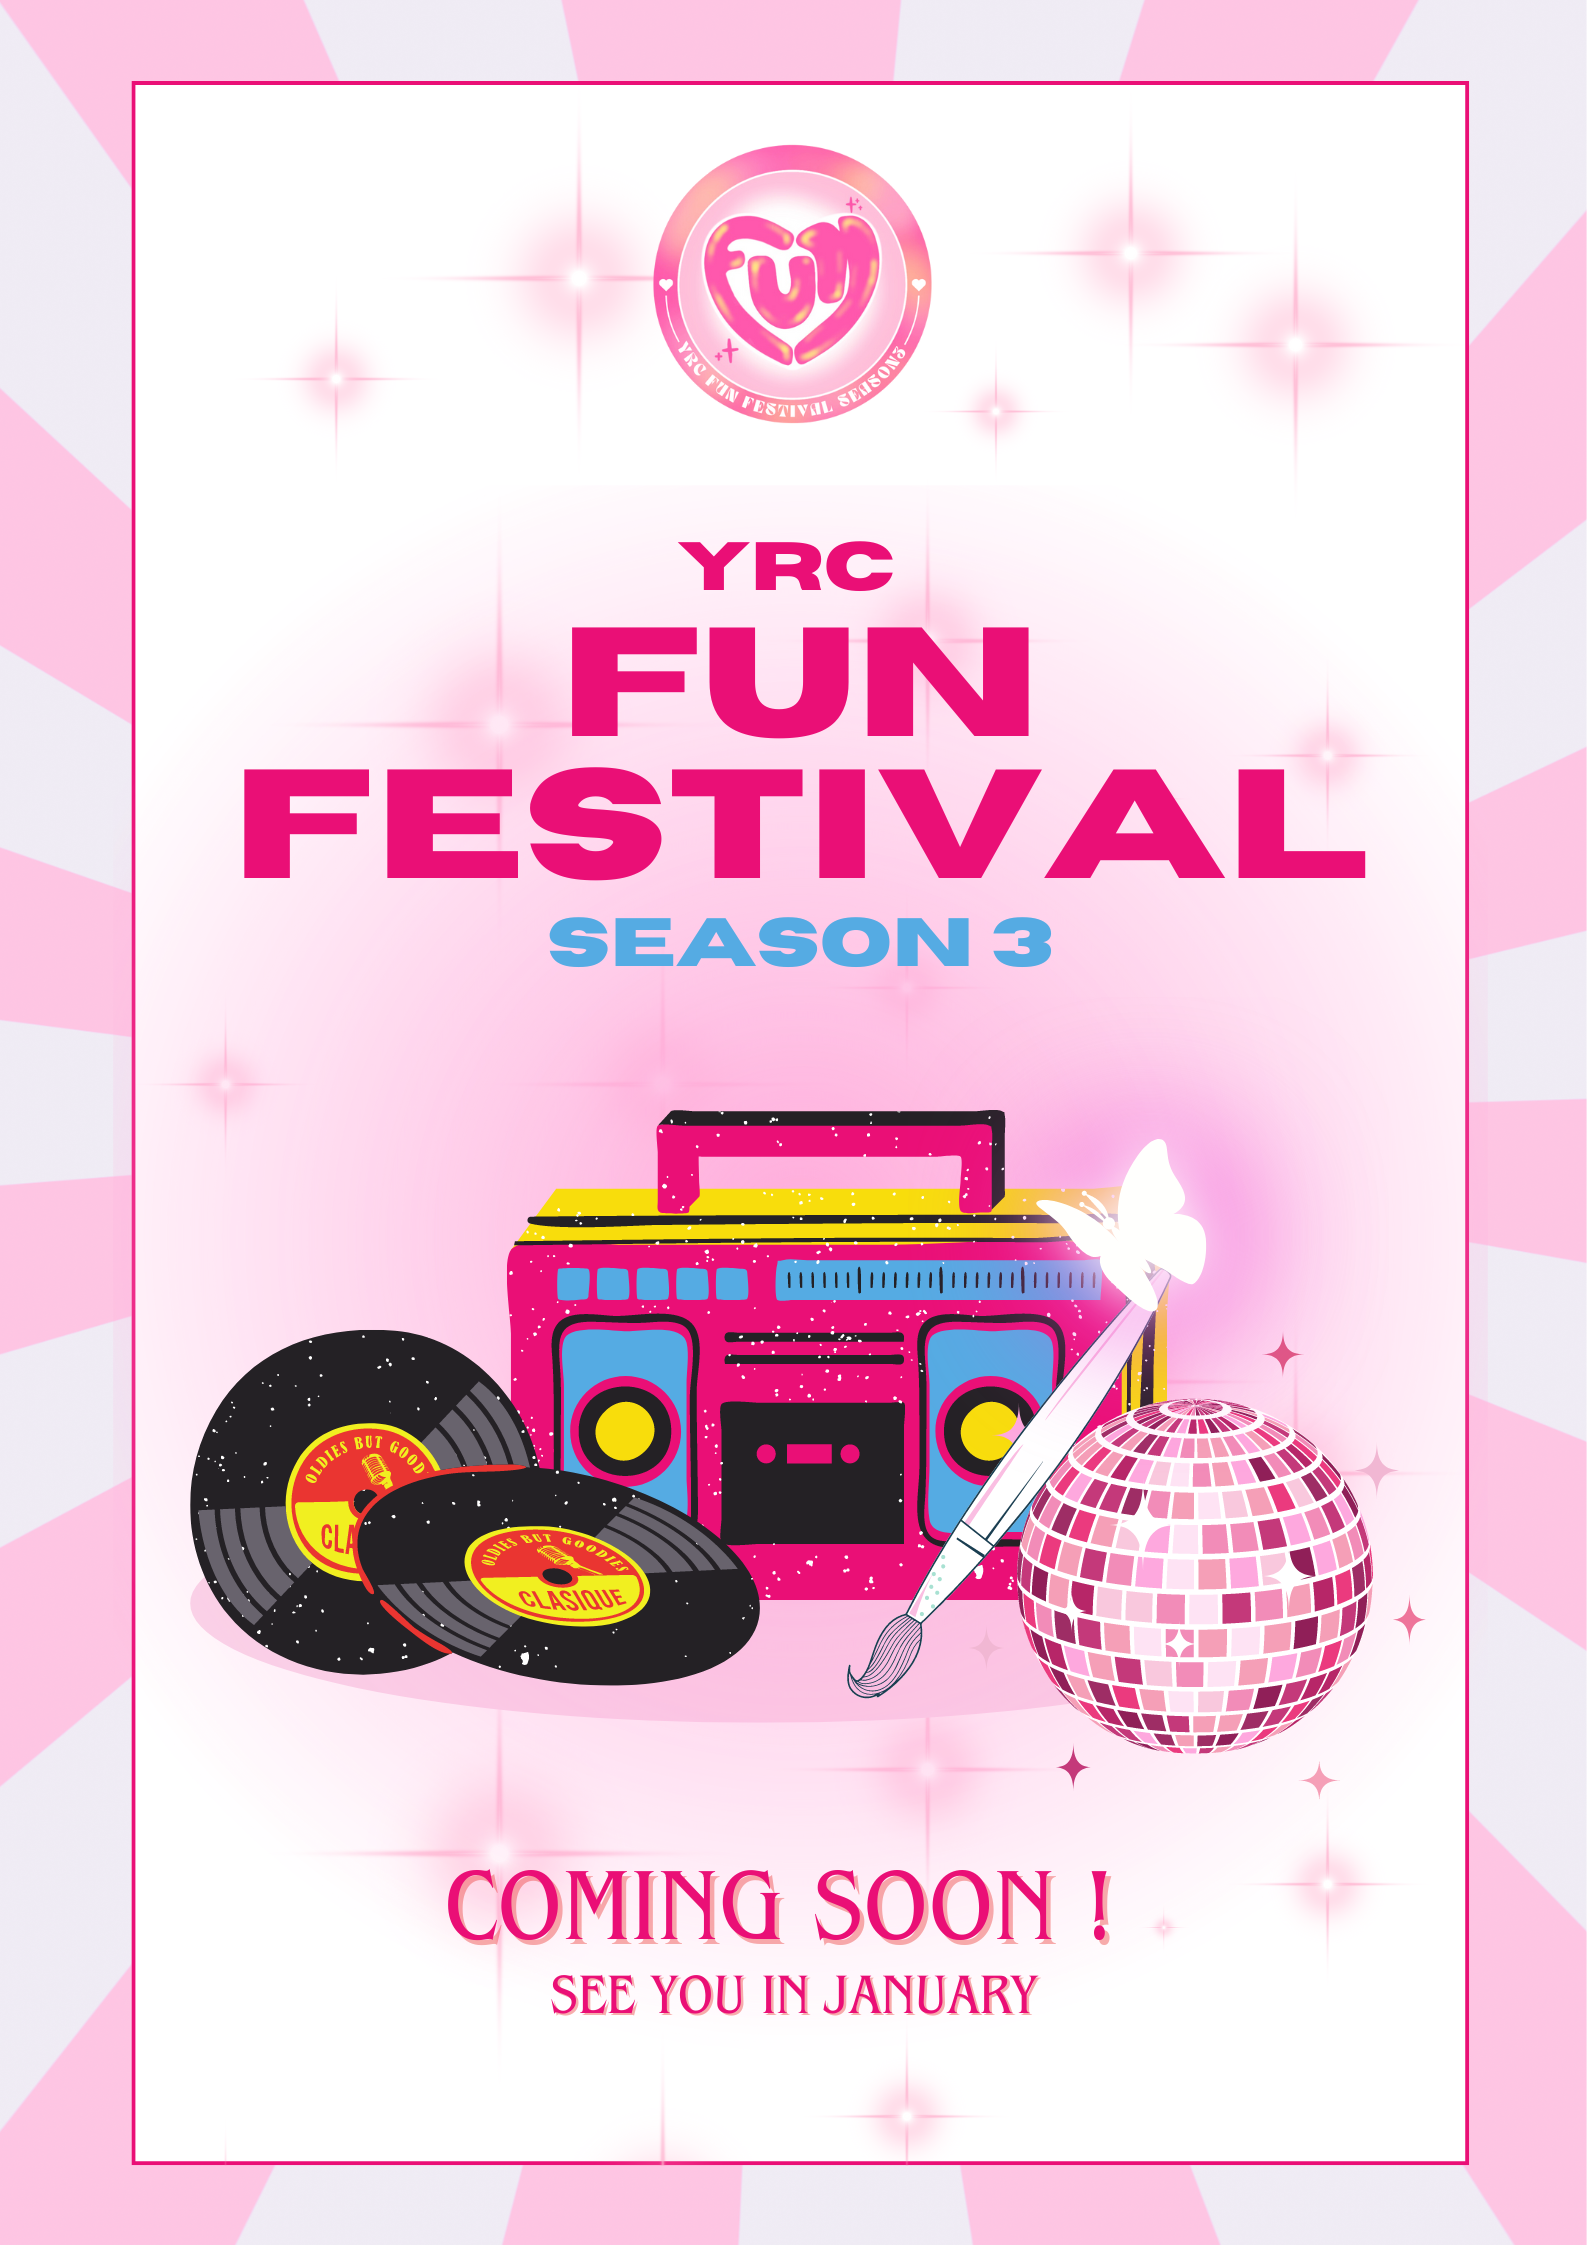 FUN
YRC FUN FESTIVAL SEASON3
YRC
FUN
FESTIVAL
SEASON 3
OLDIES BUT GOOD
CLA
OLDIES BUT GOODIES
CLASIQUE
COMING SOON !
SEE YOU IN JANUARY